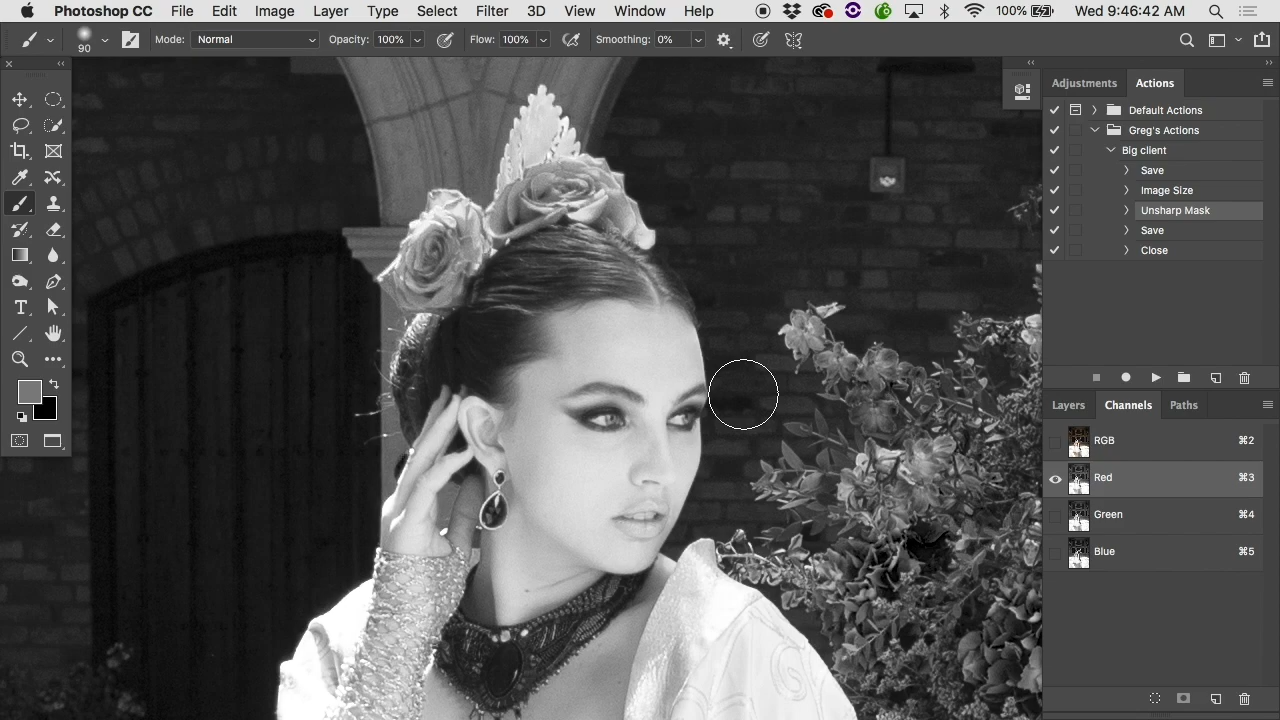 Photoshop CC File Edit Image Layer Type Select Filter 3D View Window Help 100% Wed 9:46:42 AM
90 Mode: Normal Opacity: 100% Flow: 100% Smoothing: 0%
Adjustments Actions
Default Actions
Greg's Actions
Big client
Save
Image Size
Unsharp Mask
Save
Close
Layers Channels Paths
RGB ⌘2
Red ⌘3
Green ⌘4
Blue ⌘5